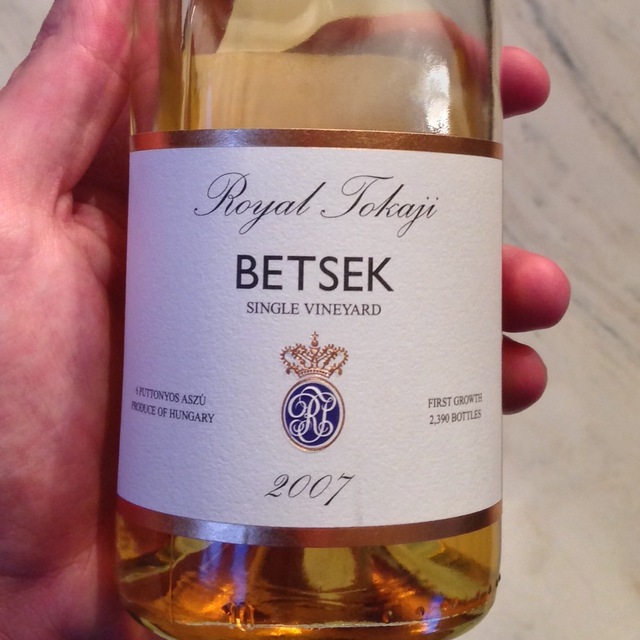 Royal Tokaji
BETSEK
SINGLE VINEYARD
6 PUTTONYOS ASZÚ
PRODUCE OF HUNGARY
FIRST GROWTH
2,390 BOTTLES
2007